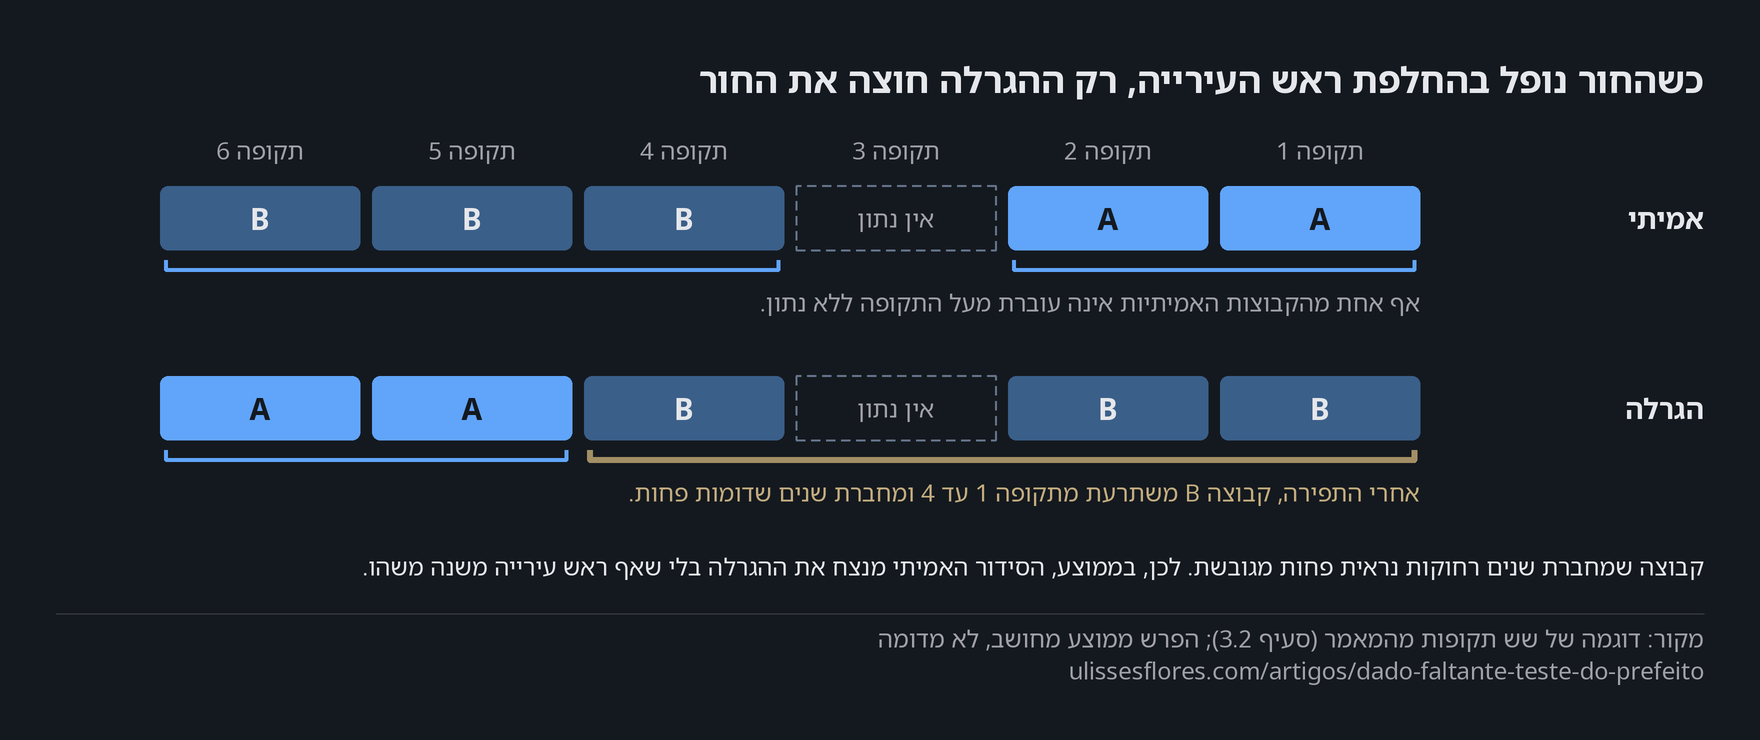 כשהחור נופל בהחלפת ראש העירייה, רק ההגרלה חוצה את החור
תקופה 1 תקופה 2 תקופה 3 תקופה 4 תקופה 5 תקופה 6
אמיתי A A אין נתון B B B
אף אחת מהקבוצות האמיתיות אינה עוברת מעל התקופה ללא נתון.
הגרלה B B אין נתון B A A
אחרי התפירה, קבוצה B משתרעת מתקופה 1 עד 4 ומחברת שנים שדומות פחות.
קבוצה שמחברת שנים רחוקות נראית פחות מגובשת. לכן, בממוצע, הסידור האמיתי מנצח את ההגרלה בלי שאף ראש עירייה משנה משהו.
מקור: דוגמה של שש תקופות מהמאמר (סעיף 3.2); הפרש ממוצע מחושב, לא מדומה
ulissesflores.com/artigos/dado-faltante-teste-do-prefeito